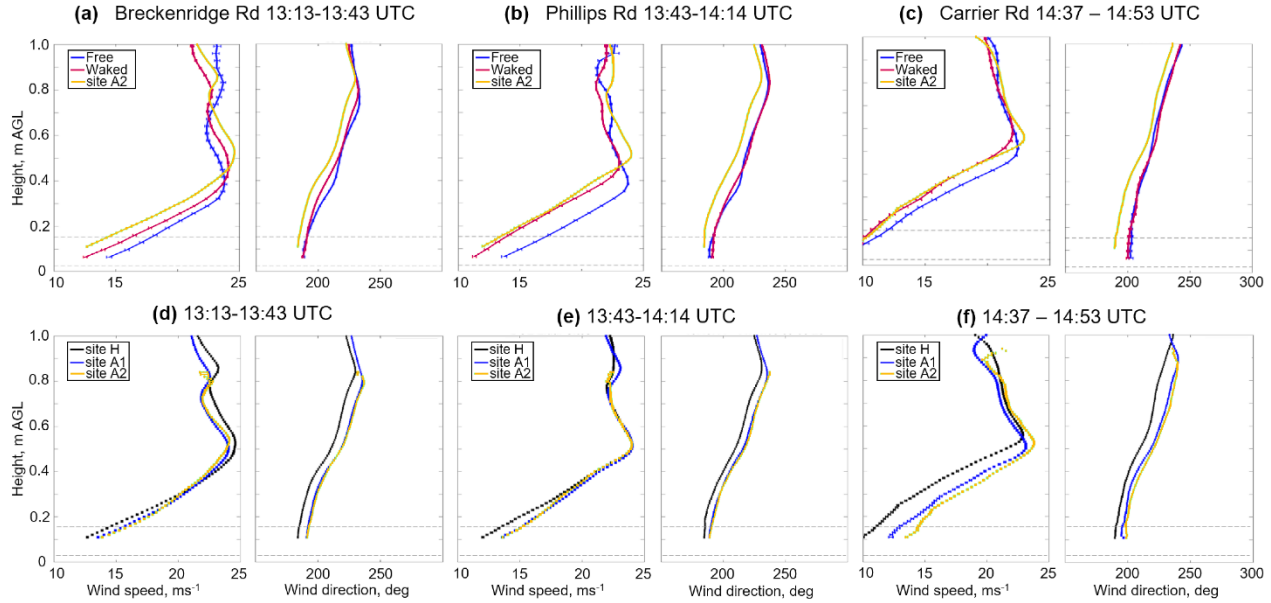 (a) Breckenridge Rd 13:13-13:43 UTC
(b) Phillips Rd 13:43-14:14 UTC
(c) Carrier Rd 14:37 – 14:53 UTC
Height, m AGL
1.0
0.8
0.6
0.4
0.2
0
Free
Waked
site A2
10 15 25
200 250
Free
Waked
site A2
10 15 25
200 250
Free
Waked
site A2
10 15 20 25
200 250 300
(d) 13:13-13:43 UTC
(e) 13:43-14:14 UTC
(f) 14:37 – 14:53 UTC
Height, m AGL
1.0
0.8
0.6
0.4
0.2
0
site H
site A1
site A2
10 15 25 25
Wind speed, ms-1
200 250
Wind direction, deg
site H
site A1
site A2
10 15 25 25
Wind speed, ms-1
200 250
Wind direction, deg
site H
site A1
site A2
10 15 20 25
Wind speed, ms-1
200 250 300
Wind direction, deg